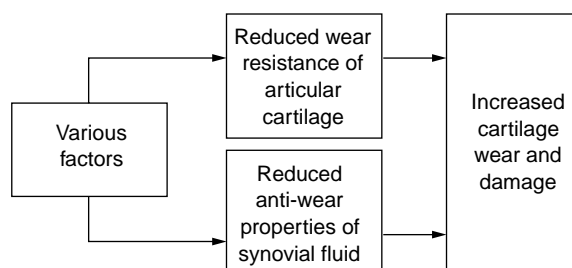 Various
factors
Reduced wear
resistance of
articular
cartilage
Reduced
anti-wear
properties of
synovial fluid
Increased
cartilage
wear and
damage